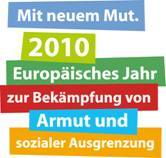 Mit neuem Mut.
2010
Europäisches Jahr
zur Bekämpfung von
Armut und
sozialer Ausgrenzung